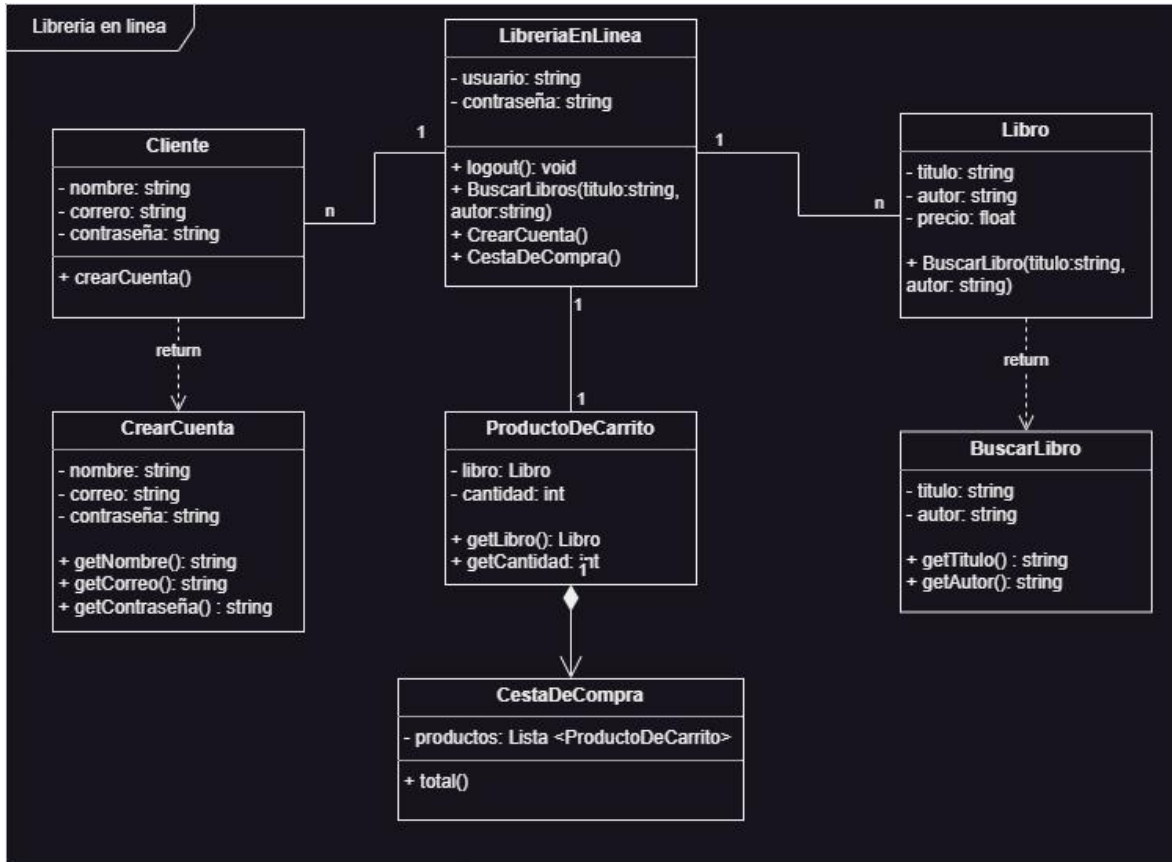 Libreria en linea
LibreriaEnLinea
- usuario: string
- contraseña: string
+ logout(): void
+ BuscarLibros(titulo:string,
autor:string)
+ CrearCuenta()
+ CestaDeCompra()
1
1
1
Cliente
- nombre: string
- correro: string
- contraseña: string
+ crearCuenta()
n
Libro
- titulo: string
- autor: string
- precio: float
+ BuscarLibro(titulo:string,
autor: string)
n
return
return
1
CrearCuenta
- nombre: string
- correo: string
- contraseña: string
+ getNombre(): string
+ getCorreo(): string
+ getContraseña() : string
ProductoDeCarrito
- libro: Libro
- cantidad: int
+ getLibro(): Libro
+ getCantidad: int
1
BuscarLibro
- titulo: string
- autor: string
+ getTitulo() : string
+ getAutor(): string
CestaDeCompra
- productos: Lista <ProductoDeCarrito>
+ total()